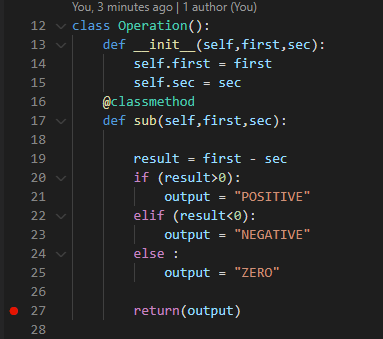 You, 3 minutes ago | 1 author (You)
12 class Operation():
13     def __init__(self,first,sec):
14         self.first = first
15         self.sec = sec
16     @classmethod
17     def sub(self,first,sec):
18
19         result = first - sec
20         if (result>0):
21             output = "POSITIVE"
22         elif (result<0):
23             output = "NEGATIVE"
24         else :
25             output = "ZERO"
26
27         return(output)
28